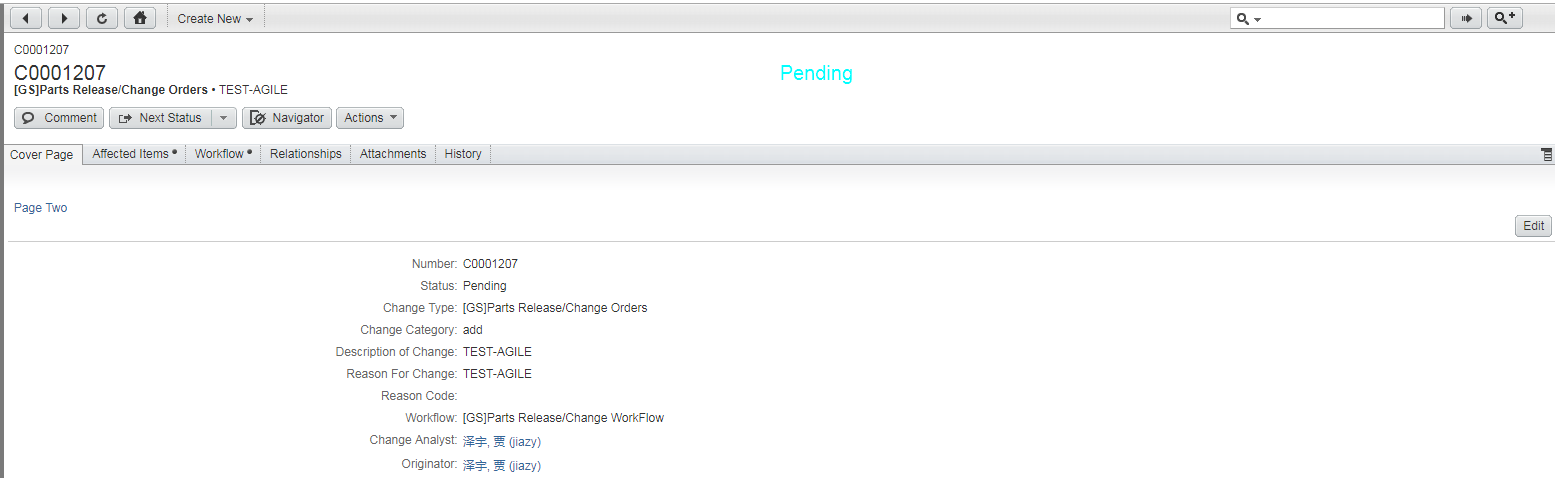 Create New
C0001207
C0001207
Pending
[GS]Parts Release/Change Orders • TEST-AGILE
Comment Next Status Navigator Actions
Cover Page Affected Items • Workflow • Relationships Attachments History
Page Two
Edit
Number: C0001207
Status: Pending
Change Type: [GS]Parts Release/Change Orders
Change Category: add
Description of Change: TEST-AGILE
Reason For Change: TEST-AGILE
Reason Code:
Workflow: [GS]Parts Release/Change WorkFlow
Change Analyst: 泽宇, 贾 (jiazy)
Originator: 泽宇, 贾 (jiazy)